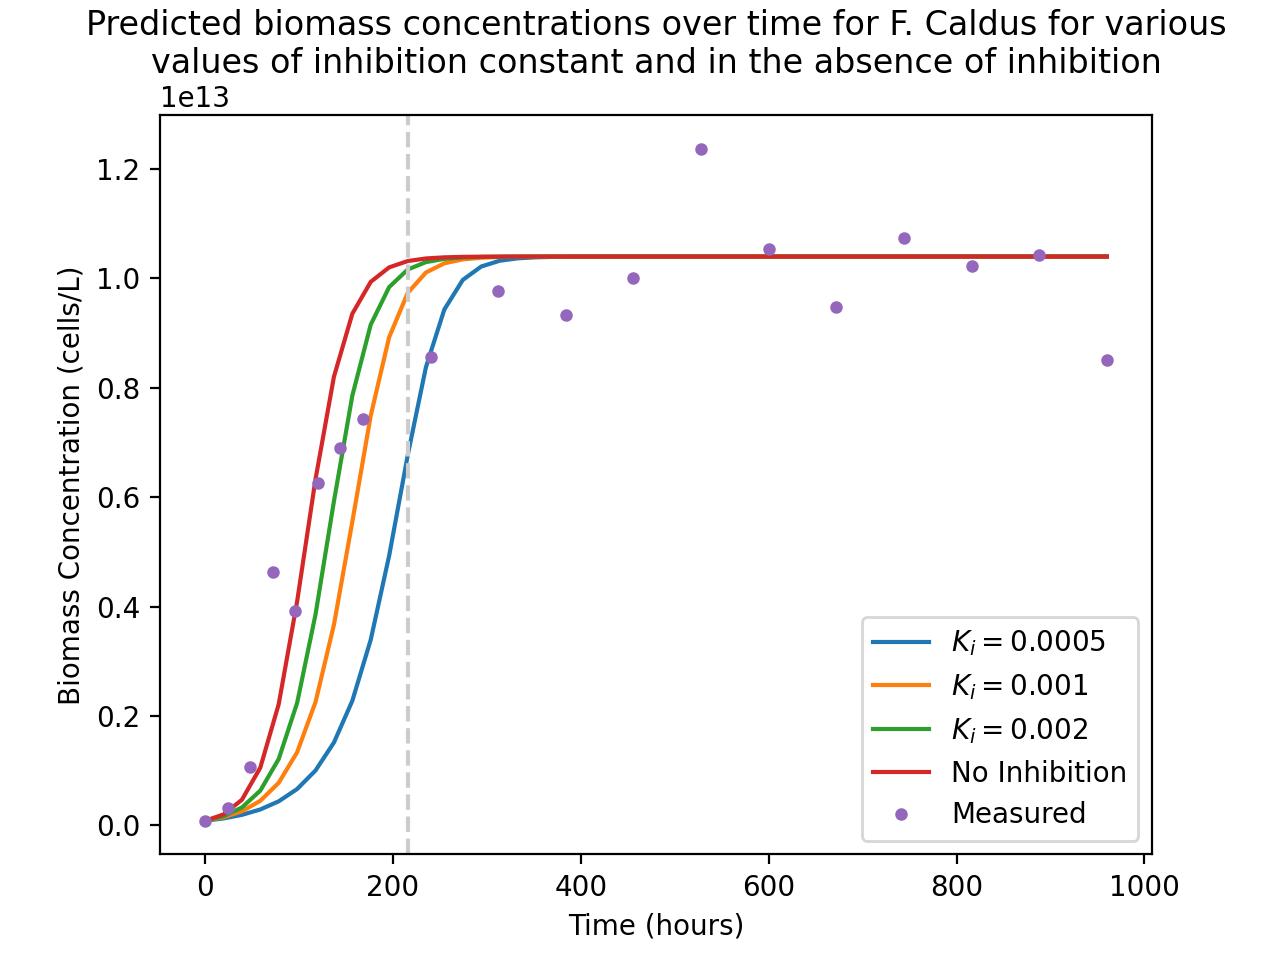 Predicted biomass concentrations over time for F. Caldus for various
values of inhibition constant and in the absence of inhibition
1e13
1.2
1.0
0.8
0.6
0.4
0.2
0.0
Biomass Concentration (cells/L)
K_i = 0.0005
K_i = 0.001
K_i = 0.002
No Inhibition
Measured
0 200 400 600 800 1000
Time (hours)